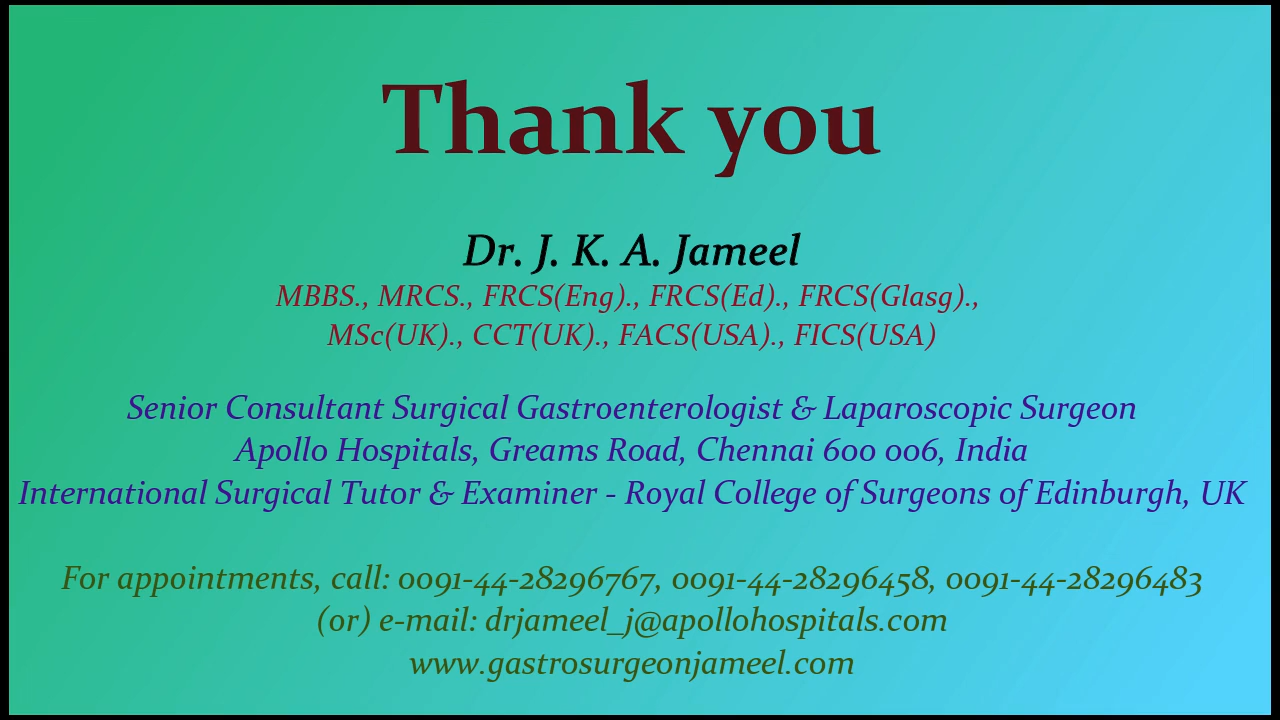 Thank you
Dr. J. K. A. Jameel
MBBS., MRCS., FRCS(Eng)., FRCS(Ed)., FRCS(Glasg).,
MSc(UK)., CCT(UK)., FACS(USA)., FICS(USA)
Senior Consultant Surgical Gastroenterologist & Laparoscopic Surgeon
Apollo Hospitals, Greams Road, Chennai 600 006, India
International Surgical Tutor & Examiner - Royal College of Surgeons of Edinburgh, UK
For appointments, call: 0091-44-28296767, 0091-44-28296458, 0091-44-28296483
(or) e-mail: drjameel_j@apollohospitals.com
www.gastrosurgeonjameel.com